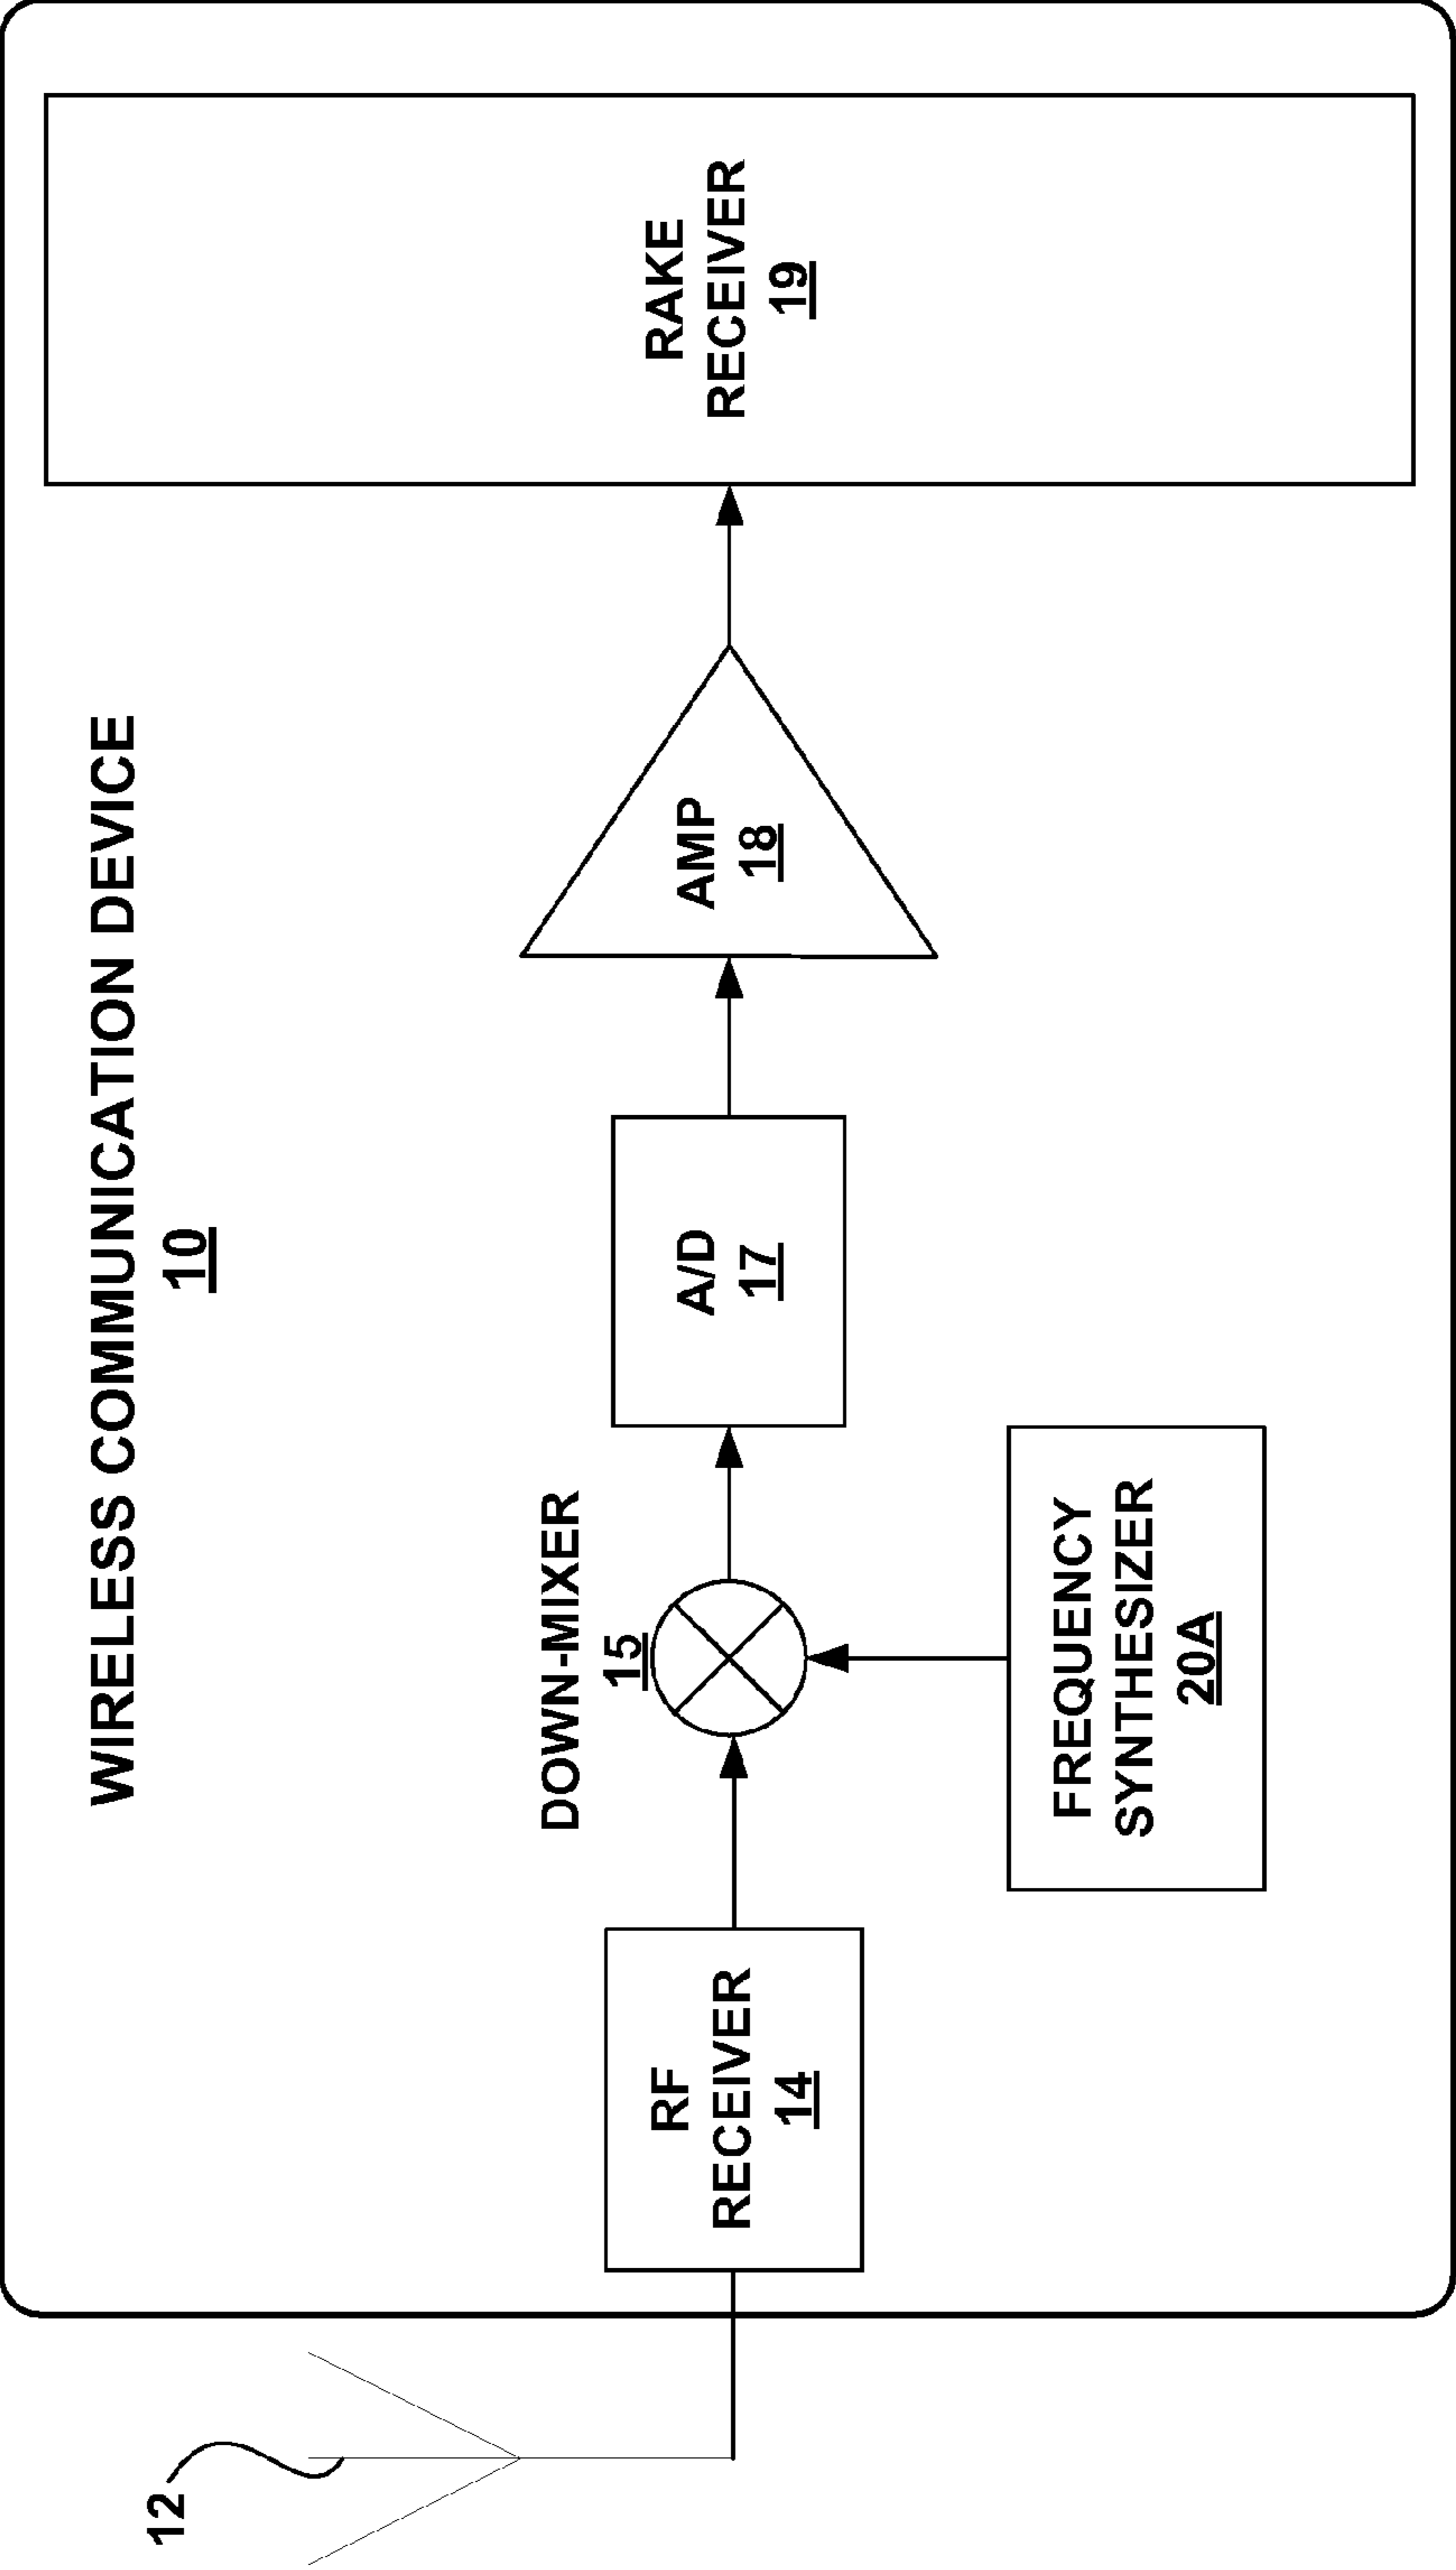 WIRELESS COMMUNICATION DEVICE
10
12
RF
RECEIVER
14
DOWN-MIXER
15
FREQUENCY
SYNTHESIZER
20A
A/D
17
AMP
18
RAKE
RECEIVER
19